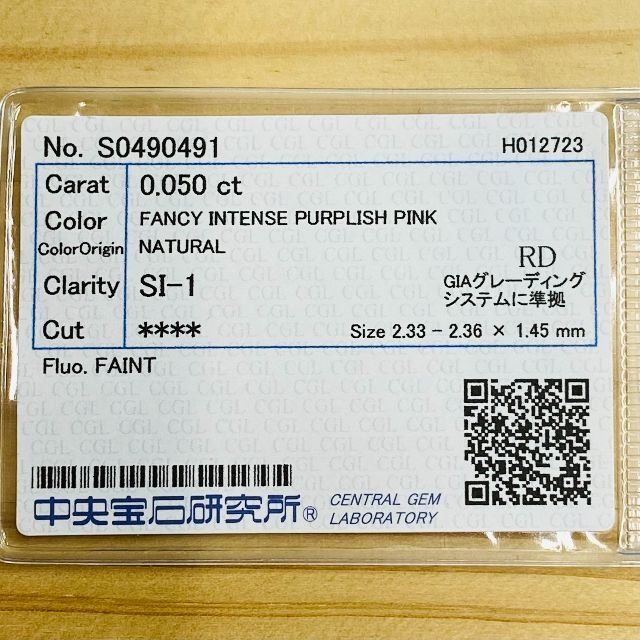 No. S0490491 H012723
Carat 0.050 ct
Color FANCY INTENSE PURPLISH PINK
ColorOrigin NATURAL
RD
Clarity SI-1 GIAグレーディング
システムに準拠
Cut **** Size 2.33 - 2.36 × 1.45 mm
Fluo. FAINT
中央宝石研究所® CENTRAL GEM
LABORATORY